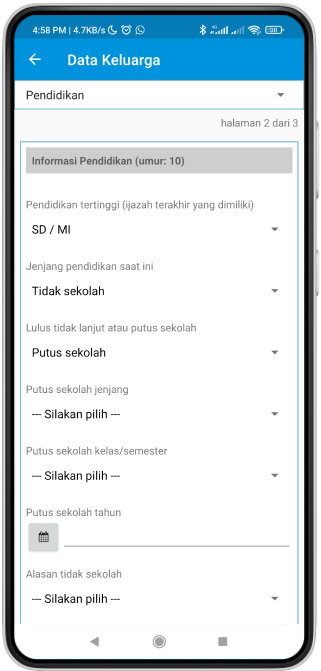 4:58 PM | 4.7KB/s
Data Keluarga
Pendidikan
halaman 2 dari 3
Informasi Pendidikan (umur: 10)
Pendidikan tertinggi (ijazah terakhir yang dimiliki)
SD / MI
Jenjang pendidikan saat ini
Tidak sekolah
Lulus tidak lanjut atau putus sekolah
Putus sekolah
Putus sekolah jenjang
--- Silakan pilih ---
Putus sekolah kelas/semester
--- Silakan pilih ---
Putus sekolah tahun
Alasan tidak sekolah
--- Silakan pilih ---